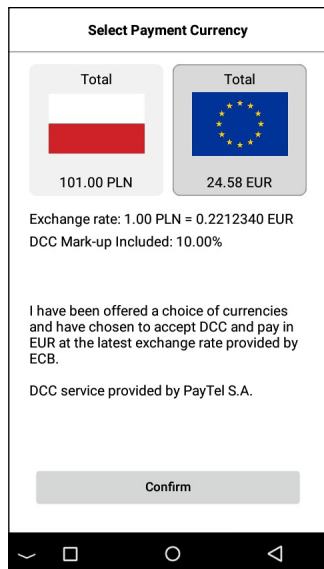 Select Payment Currency
Total
101.00 PLN
Total
24.58 EUR
Exchange rate: 1.00 PLN = 0.2212340 EUR
DCC Mark-up Included: 10.00%
I have been offered a choice of currencies
and have chosen to accept DCC and pay in
EUR at the latest exchange rate provided by
ECB.
DCC service provided by PayTel S.A.
Confirm